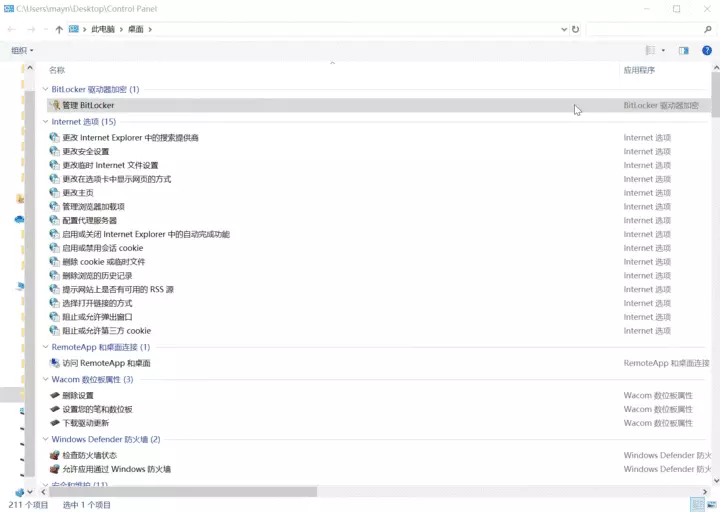 C:\Users\mayn\Desktop\Control Panel
此电脑 > 桌面 >
组织
名称 应用程序
BitLocker 驱动器加密 (1)
管理 BitLocker BitLocker 驱动器加密
Internet 选项 (15)
更改 Internet Explorer 中的搜索提供商 Internet 选项
更改安全设置 Internet 选项
更改临时 Internet 文件设置 Internet 选项
更改在选项卡中显示网页的方式 Internet 选项
更改主页 Internet 选项
管理浏览器加载项 Internet 选项
配置代理服务器 Internet 选项
启用或关闭 Internet Explorer 中的自动完成功能 Internet 选项
启用或禁用会话 cookie Internet 选项
删除 cookie 或临时文件 Internet 选项
删除浏览的历史记录 Internet 选项
提示网站上是否有可用的 RSS 源 Internet 选项
选择打开链接的方式 Internet 选项
阻止或允许弹出窗口 Internet 选项
阻止或允许第三方 cookie Internet 选项
RemoteApp 和桌面连接 (1)
访问 RemoteApp 和桌面 RemoteApp 和桌面连接
Wacom 数位板属性 (3)
删除设置 Wacom 数位板属性
设置您的笔和数位板 Wacom 数位板属性
下载驱动更新 Wacom 数位板属性
Windows Defender 防火墙 (2)
检查防火墙状态 Windows Defender 防火
允许应用通过 Windows 防火墙 Windows Defender 防火
安全和维护 (11)
211 个项目 选中 1 个项目